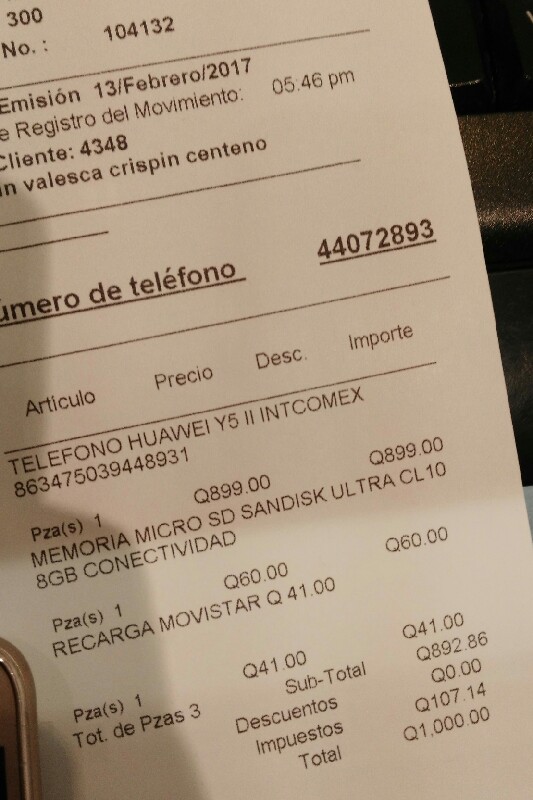 300
No. : 104132
Emisión 13/Febrero/2017
e Registro del Movimiento: 05:46 pm
Cliente: 4348
in valesca crispin centeno
úmero de teléfono 44072893
Artículo Precio Desc. Importe
TELEFONO HUAWEI Y5 II INTCOMEX
863475039448931
Pza(s) 1 Q899.00 Q899.00
MEMORIA MICRO SD SANDISK ULTRA CL10
8GB CONECTIVIDAD
Pza(s) 1 Q60.00 Q60.00
RECARGA MOVISTAR Q 41.00
Pza(s) 1 Q41.00 Q41.00
Tot. de Pzas 3 Sub-Total Q892.86
Descuentos Q0.00
Impuestos Q107.14
Total Q1,000.00